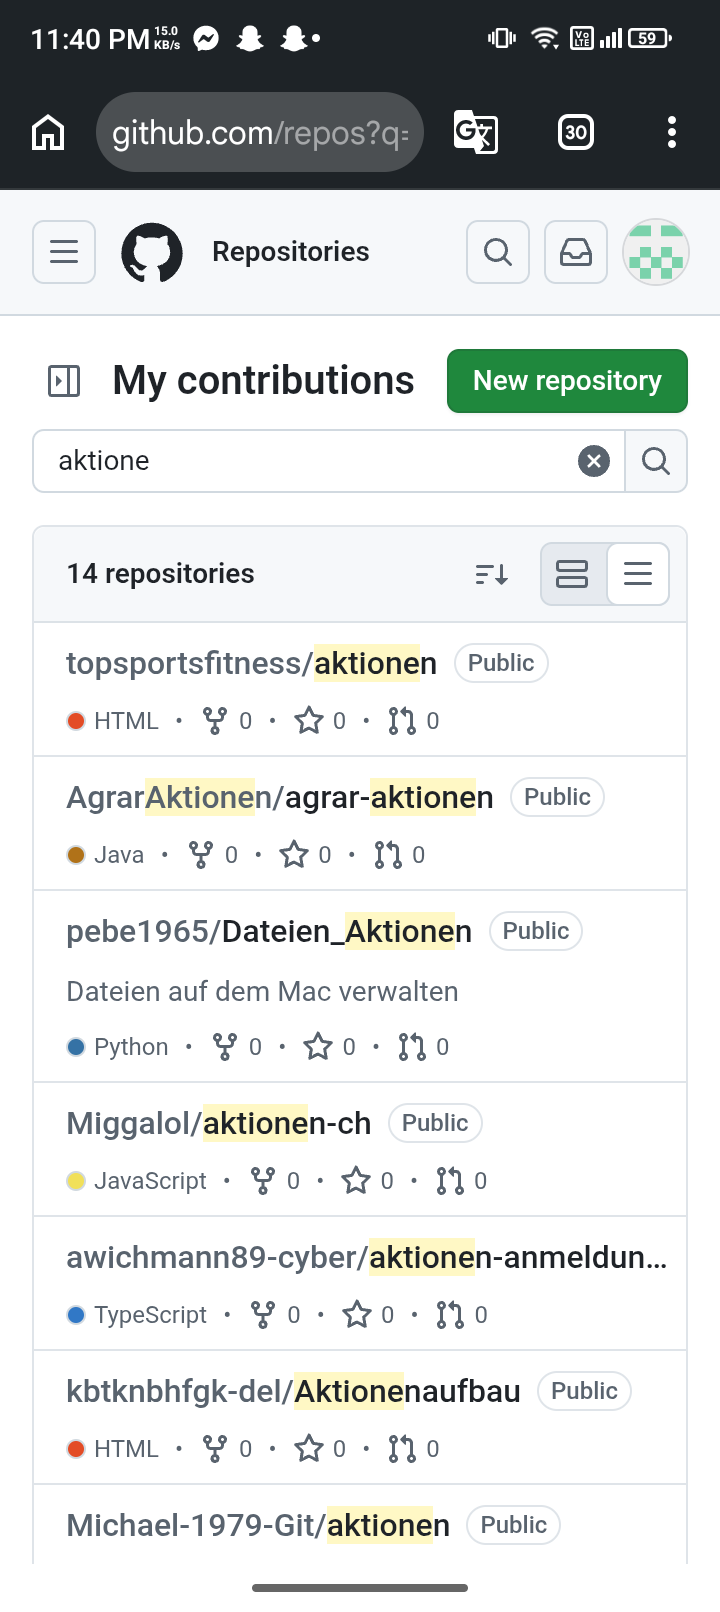 11:40 PM 15.0 KB/s Vo LTE 59
github.com/repos?q= G 30
Repositories
My contributions New repository
aktione
14 repositories
topsportsfitness/aktionen Public
HTML • 0 • 0 • 0
AgrarAktionen/agrar-aktionen Public
Java • 0 • 0 • 0
pebe1965/Dateien_Aktionen Public
Dateien auf dem Mac verwalten
Python • 0 • 0 • 0
Miggalol/aktionen-ch Public
JavaScript • 0 • 0 • 0
awichmann89-cyber/aktionen-anmeldun...
TypeScript • 0 • 0 • 0
kbtknbhfgk-del/Aktionenaufbau Public
HTML • 0 • 0 • 0
Michael-1979-Git/aktionen Public